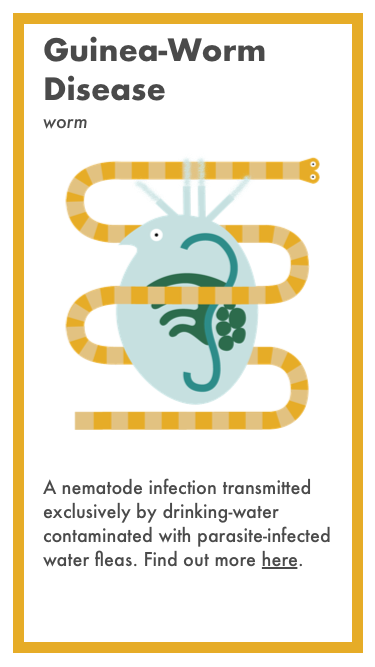 Guinea-Worm
Disease
worm
A nematode infection transmitted
exclusively by drinking-water
contaminated with parasite-infected
water fleas. Find out more here.